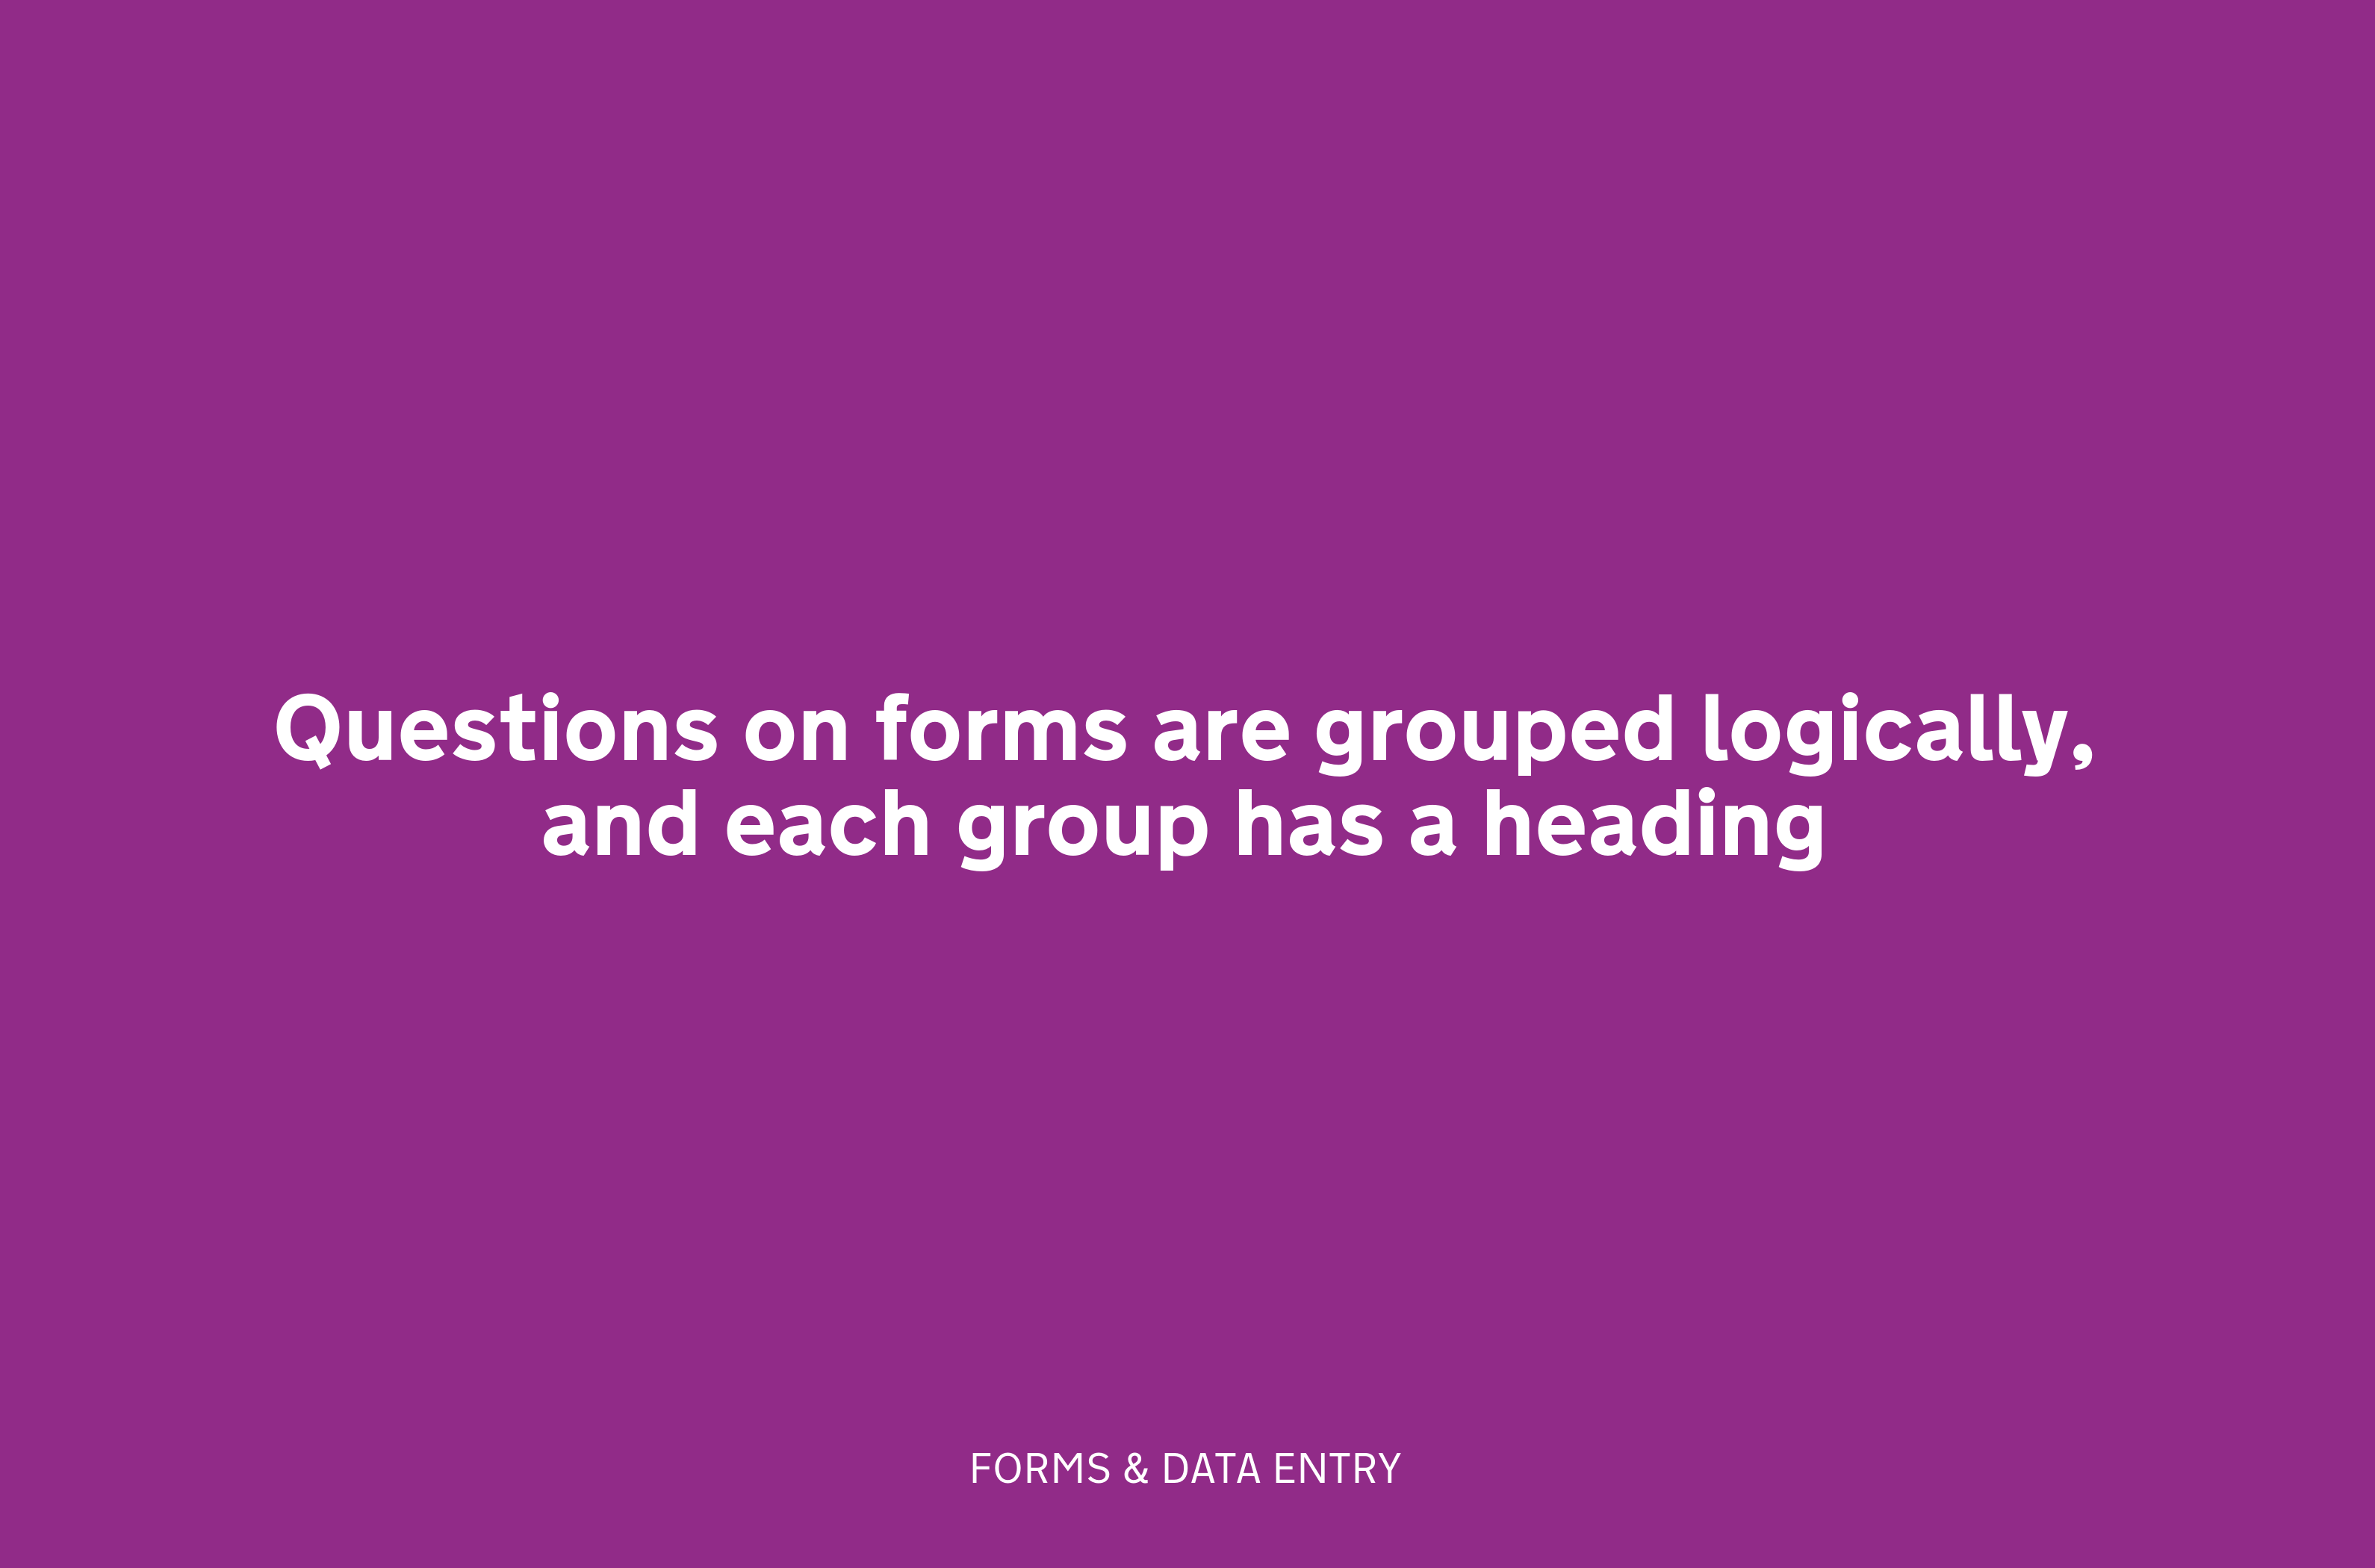 Questions on forms are grouped logically,
and each group has a heading
FORMS & DATA ENTRY